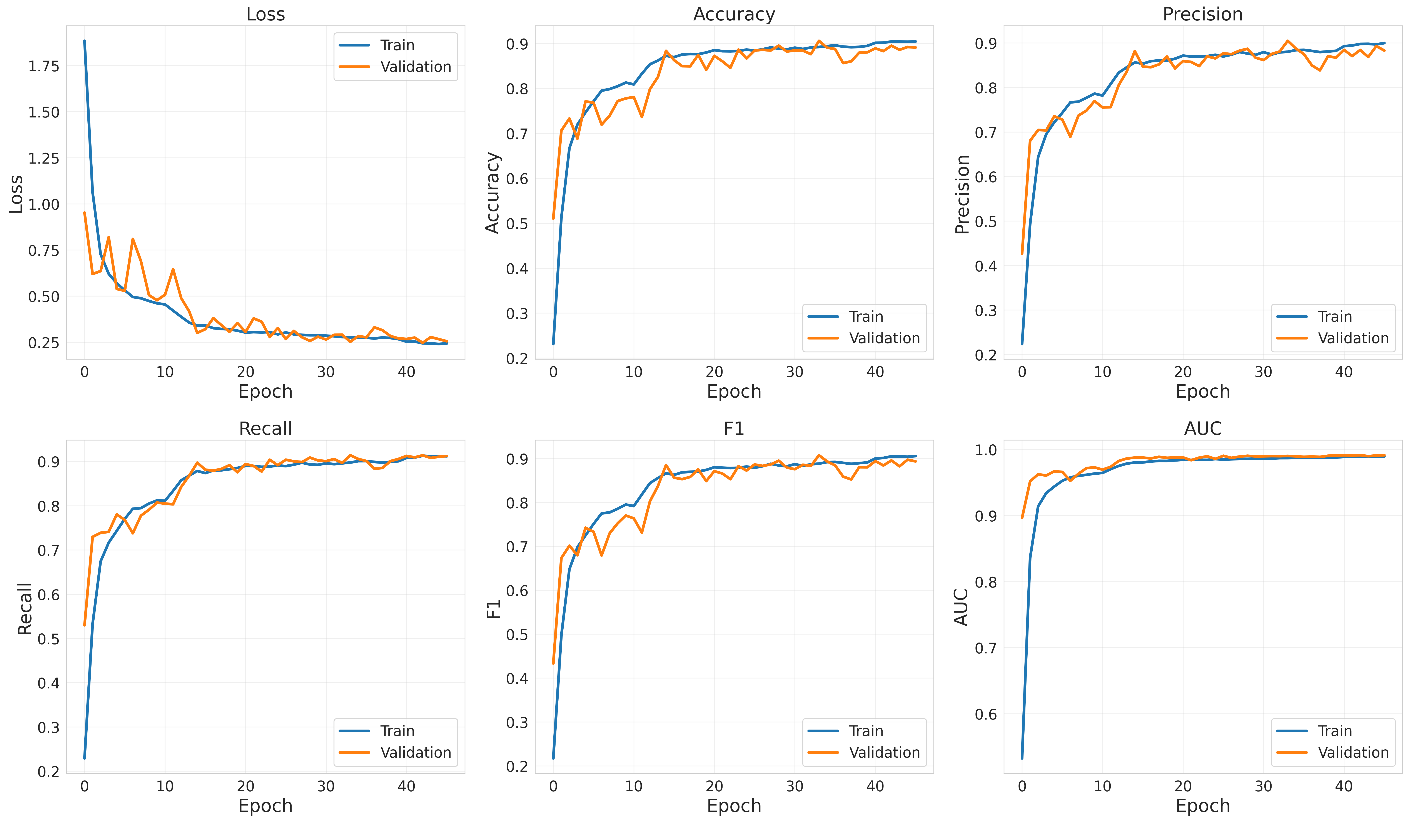 Loss
Train
Validation
1.75
1.50
1.25
1.00
0.75
0.50
0.25
Loss
0 10 20 30 40
Epoch
Accuracy
0.9
0.8
0.7
0.6
0.5
0.4
0.3
0.2
Accuracy
Train
Validation
0 10 20 30 40
Epoch
Precision
0.9
0.8
0.7
0.6
0.5
0.4
0.3
0.2
Precision
Train
Validation
0 10 20 30 40
Epoch
Recall
0.9
0.8
0.7
0.6
0.5
0.4
0.3
0.2
Recall
Train
Validation
0 10 20 30 40
Epoch
F1
0.9
0.8
0.7
0.6
0.5
0.4
0.3
0.2
F1
Train
Validation
0 10 20 30 40
Epoch
AUC
1.0
0.9
0.8
0.7
0.6
AUC
Train
Validation
0 10 20 30 40
Epoch